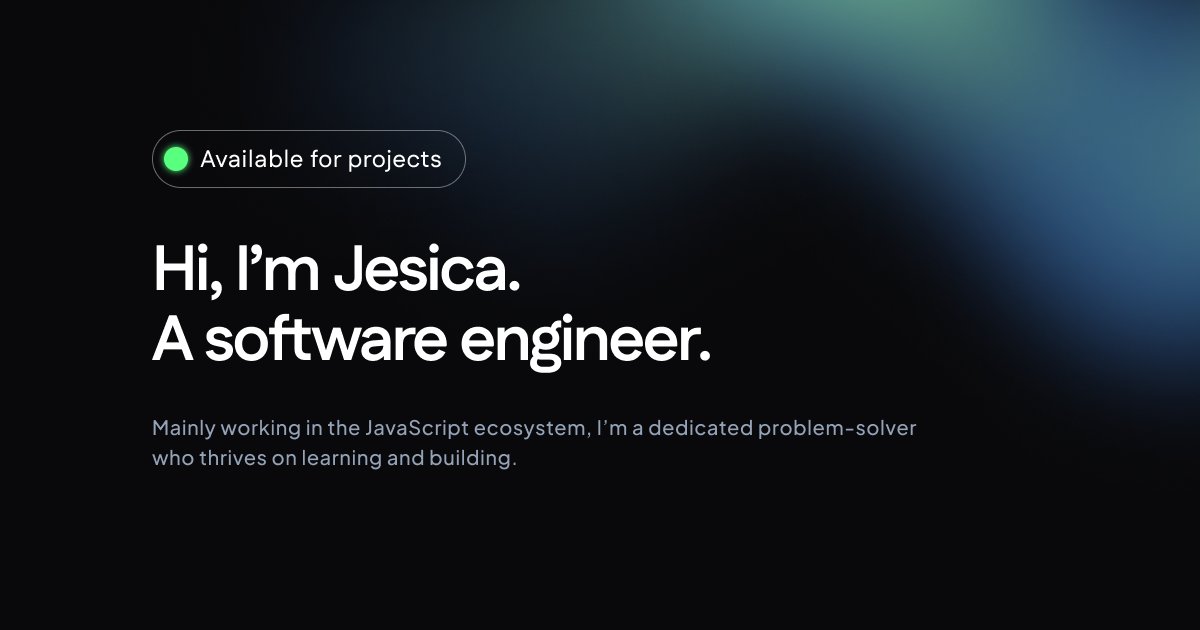 Available for projects
Hi, I’m Jesica.
A software engineer.
Mainly working in the JavaScript ecosystem, I’m a dedicated problem-solver
who thrives on learning and building.